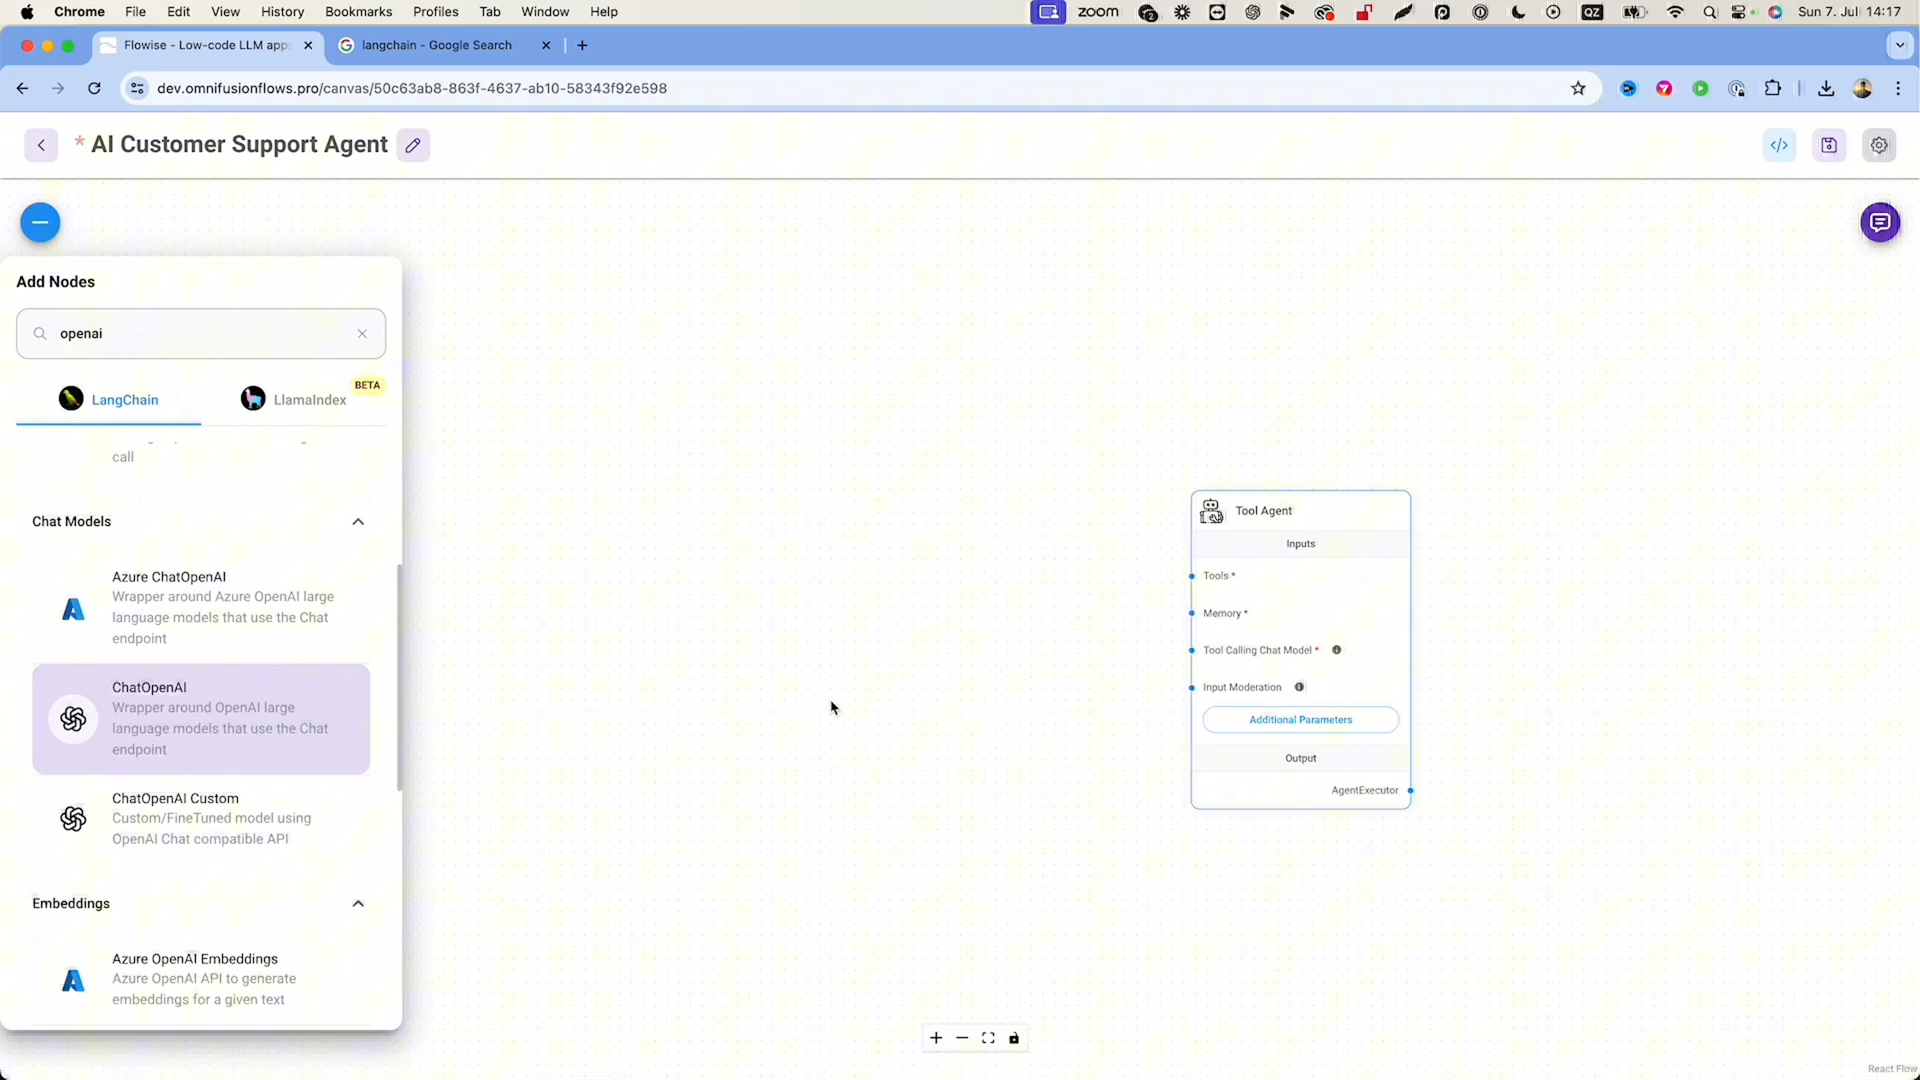 Chrome File Edit View History Bookmarks Profiles Tab Window Help
zoom 2 QZ Sun 7. Jul 14:17
Flowise - Low-code LLM apps
langchain - Google Search
dev.omnifusionflows.pro/canvas/50c63ab8-863f-4637-ab10-58343f92e598
* AI Customer Support Agent
Add Nodes
openai
LangChain
LlamaIndex
BETA
call
Chat Models
Azure ChatOpenAI
Wrapper around Azure OpenAI large
language models that use the Chat
endpoint
ChatOpenAI
Wrapper around OpenAI large
language models that use the Chat
endpoint
ChatOpenAI Custom
Custom/FineTuned model using
OpenAI Chat compatible API
Embeddings
Azure OpenAI Embeddings
Azure OpenAI API to generate
embeddings for a given text
Tool Agent
Inputs
Tools *
Memory *
Tool Calling Chat Model *
Input Moderation
Additional Parameters
Output
AgentExecutor
React Flow